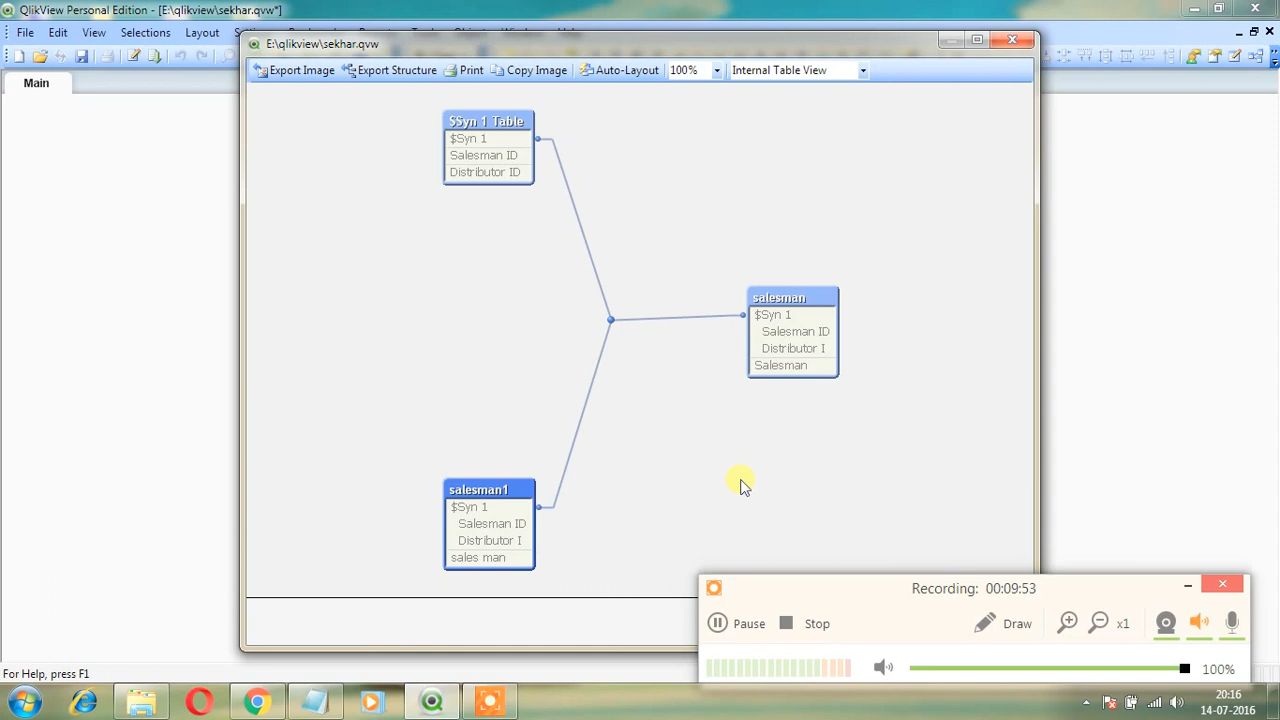 QlikView Personal Edition - [E:\qlikview\sekhar.qvw*]
File Edit View Selections Layout
E:\qlikview\sekhar.qvw
Export Image Export Structure Print Copy Image Auto-Layout 100% Internal Table View
Main
$Syn 1 Table
$Syn 1
Salesman ID
Distributor ID
salesman
$Syn 1
Salesman ID
Distributor I
Salesman
salesman1
$Syn 1
Salesman ID
Distributor I
sales man
Recording: 00:09:53
Pause Stop Draw x1
100%
For Help, press F1
20:16
14-07-2016